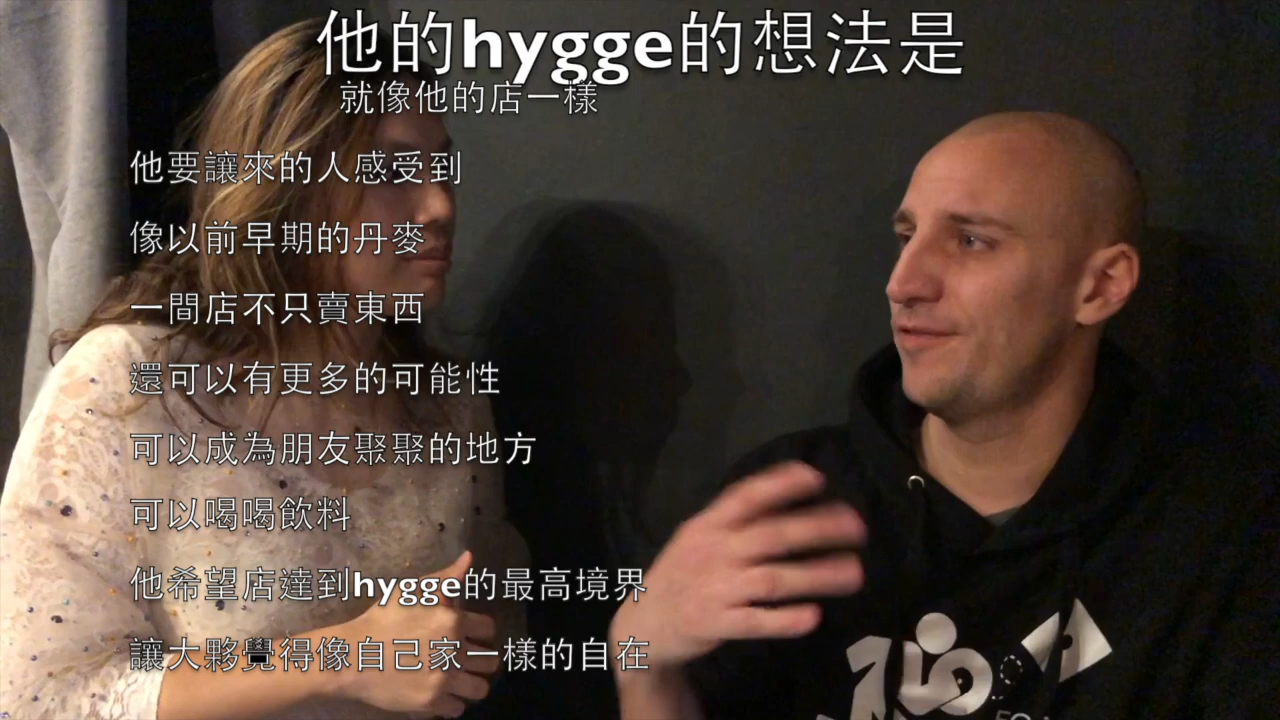 他的hygge的想法是
就像他的店一樣
他要讓來的人感受到
像以前早期的丹麥
一間店不只賣東西
還可以有更多的可能性
可以成為朋友聚聚的地方
可以喝喝飲料
他希望店達到hygge的最高境界
讓大夥覺得像自己家一樣的自在